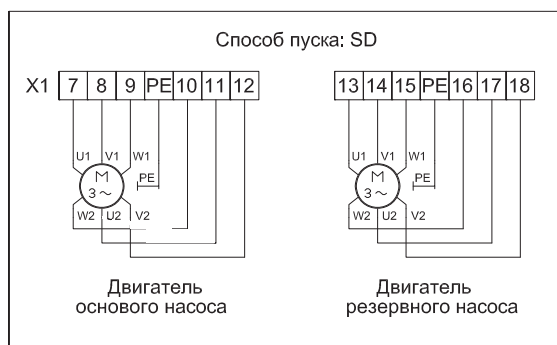 Способ пуска: SD
X1 7 8 9 PE 10 11 12
13 14 15 PE 16 17 18
U1 V1 W1
U1 V1 W1
M
3 ~
PE
M
3 ~
PE
W2 U2 V2
W2 U2 V2
Двигатель
основого насоса
Двигатель
резервного насоса